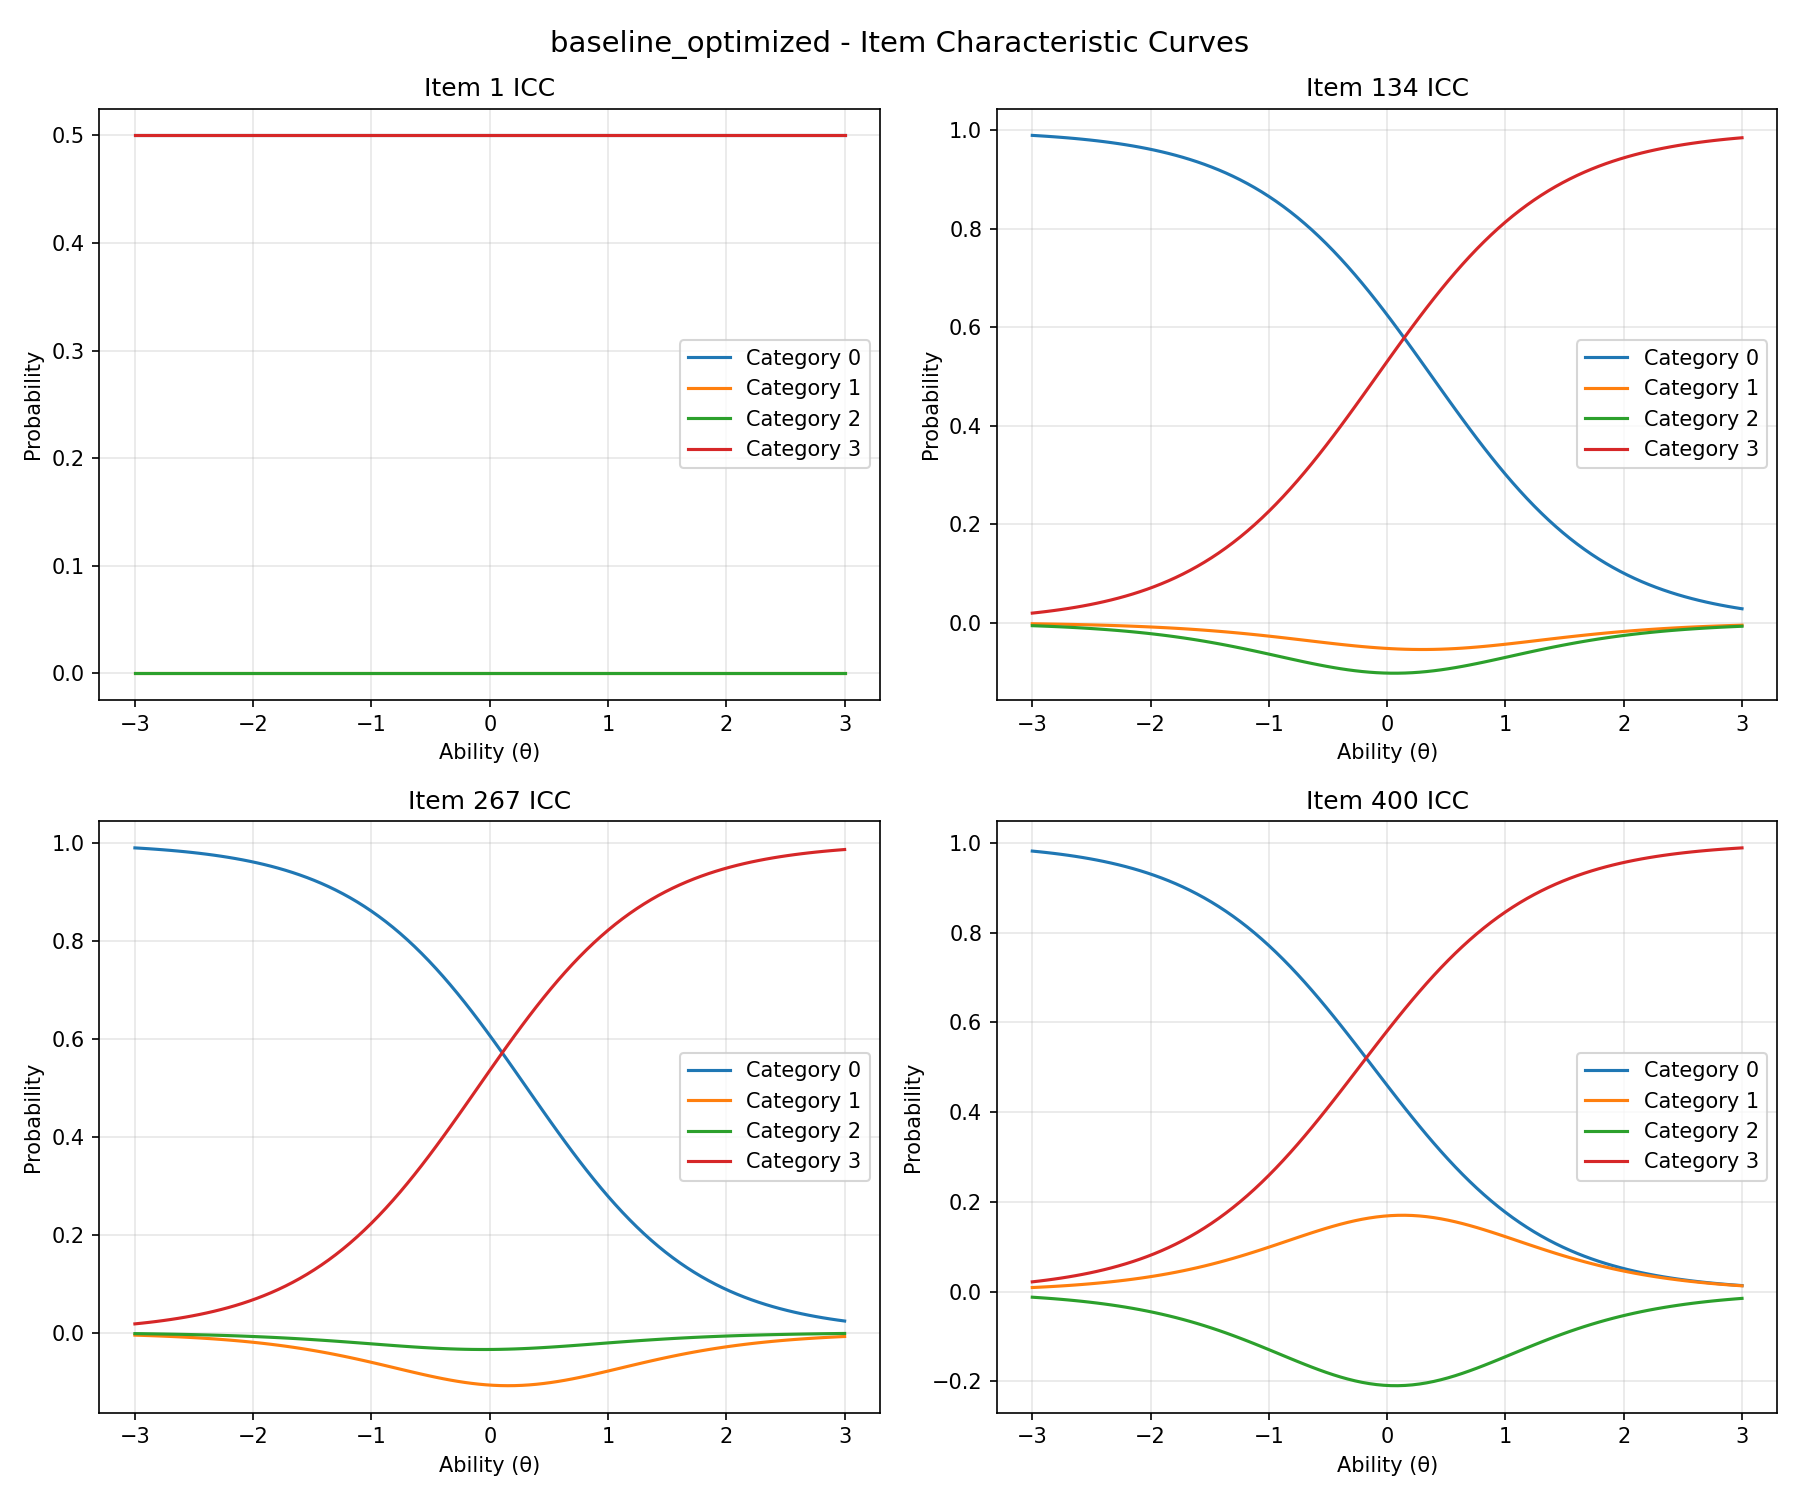 baseline_optimized - Item Characteristic Curves
Item 1 ICC
Probability
0.5
0.4
0.3
0.2
0.1
0.0
Category 0
Category 1
Category 2
Category 3
−3 −2 −1 0 1 2 3
Ability (θ)
Item 134 ICC
Probability
1.0
0.8
0.6
0.4
0.2
0.0
Category 0
Category 1
Category 2
Category 3
−3 −2 −1 0 1 2 3
Ability (θ)
Item 267 ICC
Probability
1.0
0.8
0.6
0.4
0.2
0.0
Category 0
Category 1
Category 2
Category 3
−3 −2 −1 0 1 2 3
Ability (θ)
Item 400 ICC
Probability
1.0
0.8
0.6
0.4
0.2
0.0
−0.2
Category 0
Category 1
Category 2
Category 3
−3 −2 −1 0 1 2 3
Ability (θ)